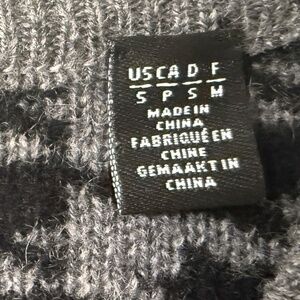 US CA D F
S P S M
MADE IN
CHINA
FABRIQUÉ EN
CHINE
GEMAAKT IN
CHINA